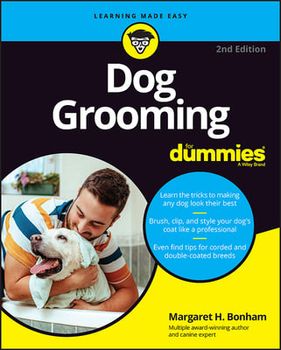 LEARNING MADE EASY
2nd Edition
Dog
Grooming
for
dummies
A Wiley Brand
Learn the tricks to making
any dog look their best
Brush, clip, and style your dog's
coat like a professional
Even find tips for corded and
double-coated breeds
Margaret H. Bonham
Multiple award-winning author
and canine expert